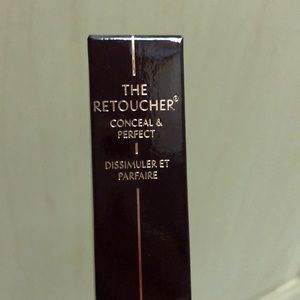 THE
RETOUCHER®
CONCEAL &
PERFECT
DISSIMULER ET
PARFAIRE